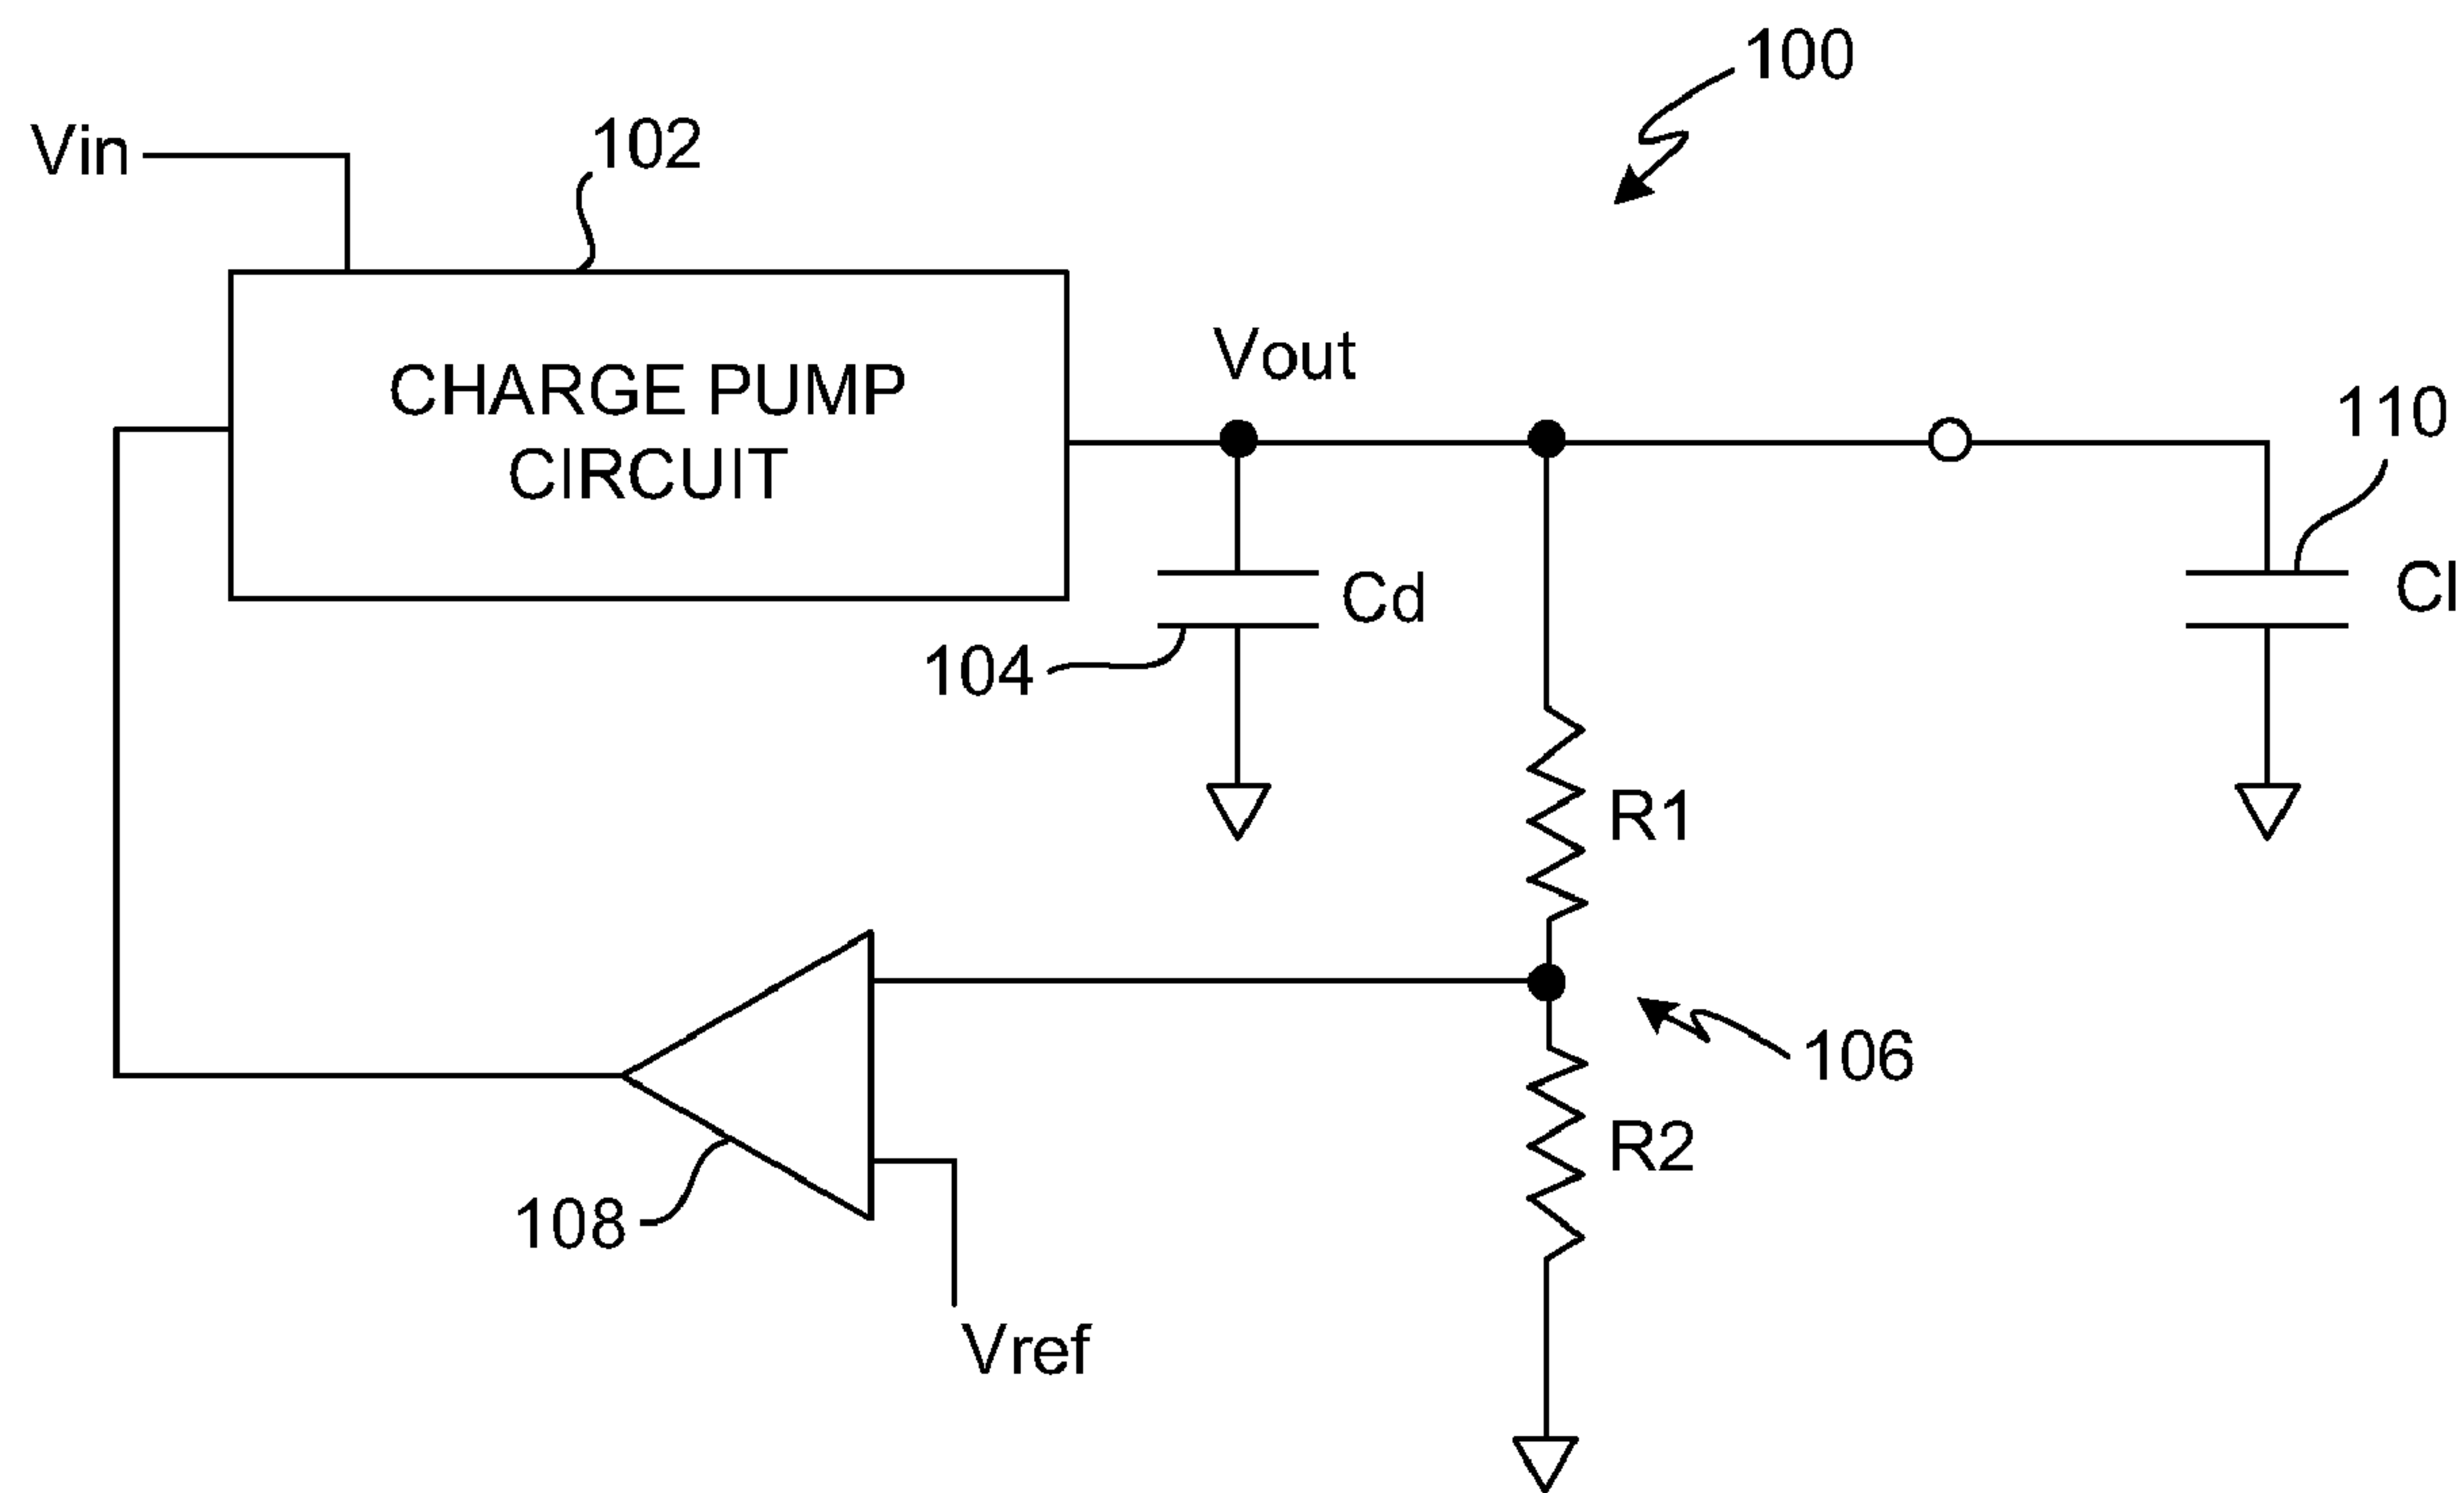 100
Vin
102
CHARGE PUMP
CIRCUIT
Vout
110
Cd
Cl
104
R1
106
R2
108
Vref